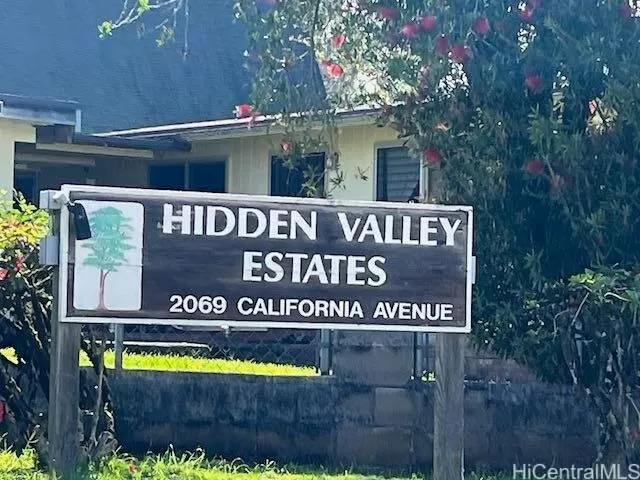 HIDDEN VALLEY
ESTATES
2069 CALIFORNIA AVENUE
HiCentralMLS